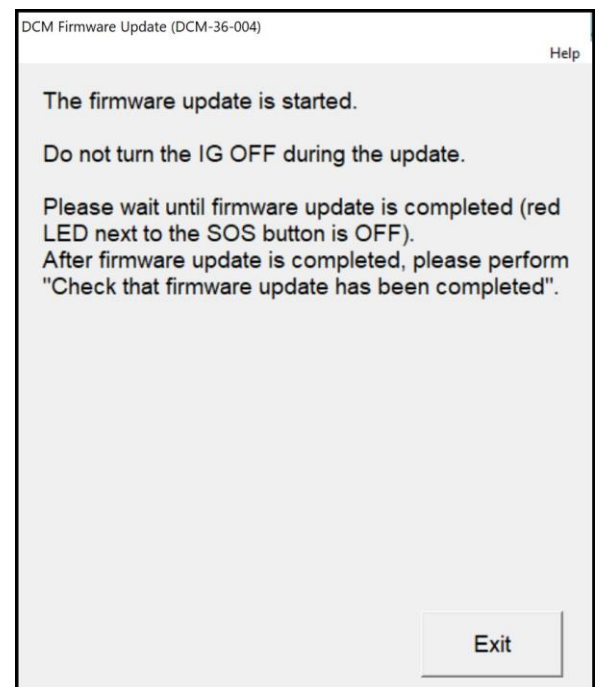 DCM Firmware Update (DCM-36-004)
Help
The firmware update is started.
Do not turn the IG OFF during the update.
Please wait until firmware update is completed (red
LED next to the SOS button is OFF).
After firmware update is completed, please perform
"Check that firmware update has been completed".
Exit